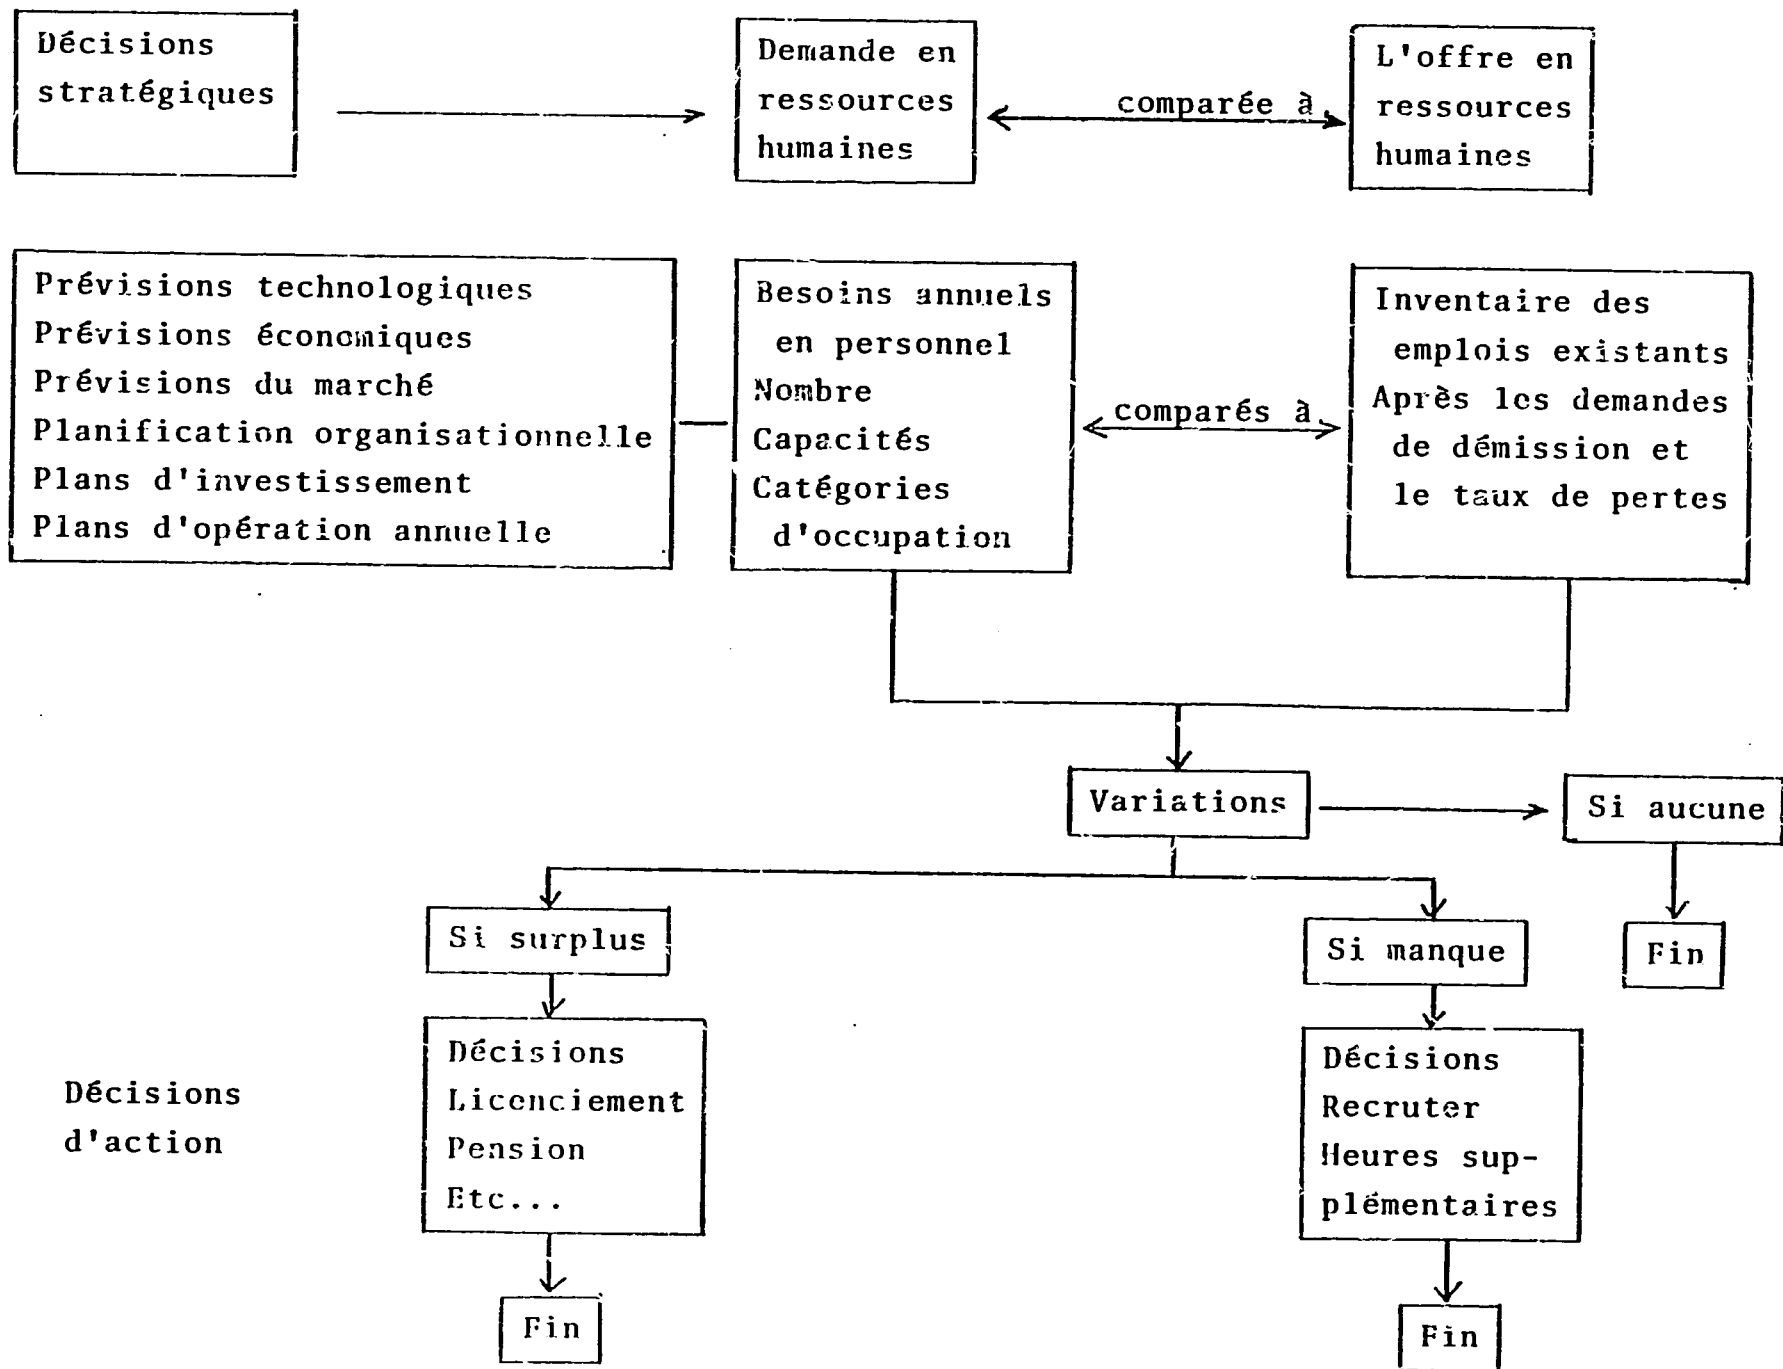 Décisions
stratégiques
Demande en
ressources
humaines
comparée à
L'offre en
ressources
humaines
Prévisions technologiques
Prévisions économiques
Prévisions du marché
Planification organisationnelle
Plans d'investissement
Plans d'opération annuelle
Besoins annuels
en personnel
Nombre
Capacités
Catégories
d'occupation
comparés à
Inventaire des
emplois existants
Après les demandes
de démission et
le taux de pertes
Variations
Si aucune
Fin
Si surplus
Si manque
Décisions
d'action
Décisions
Licenciement
Pension
Etc...
Décisions
Recruter
Heures sup-
plémentaires
Fin
Fin